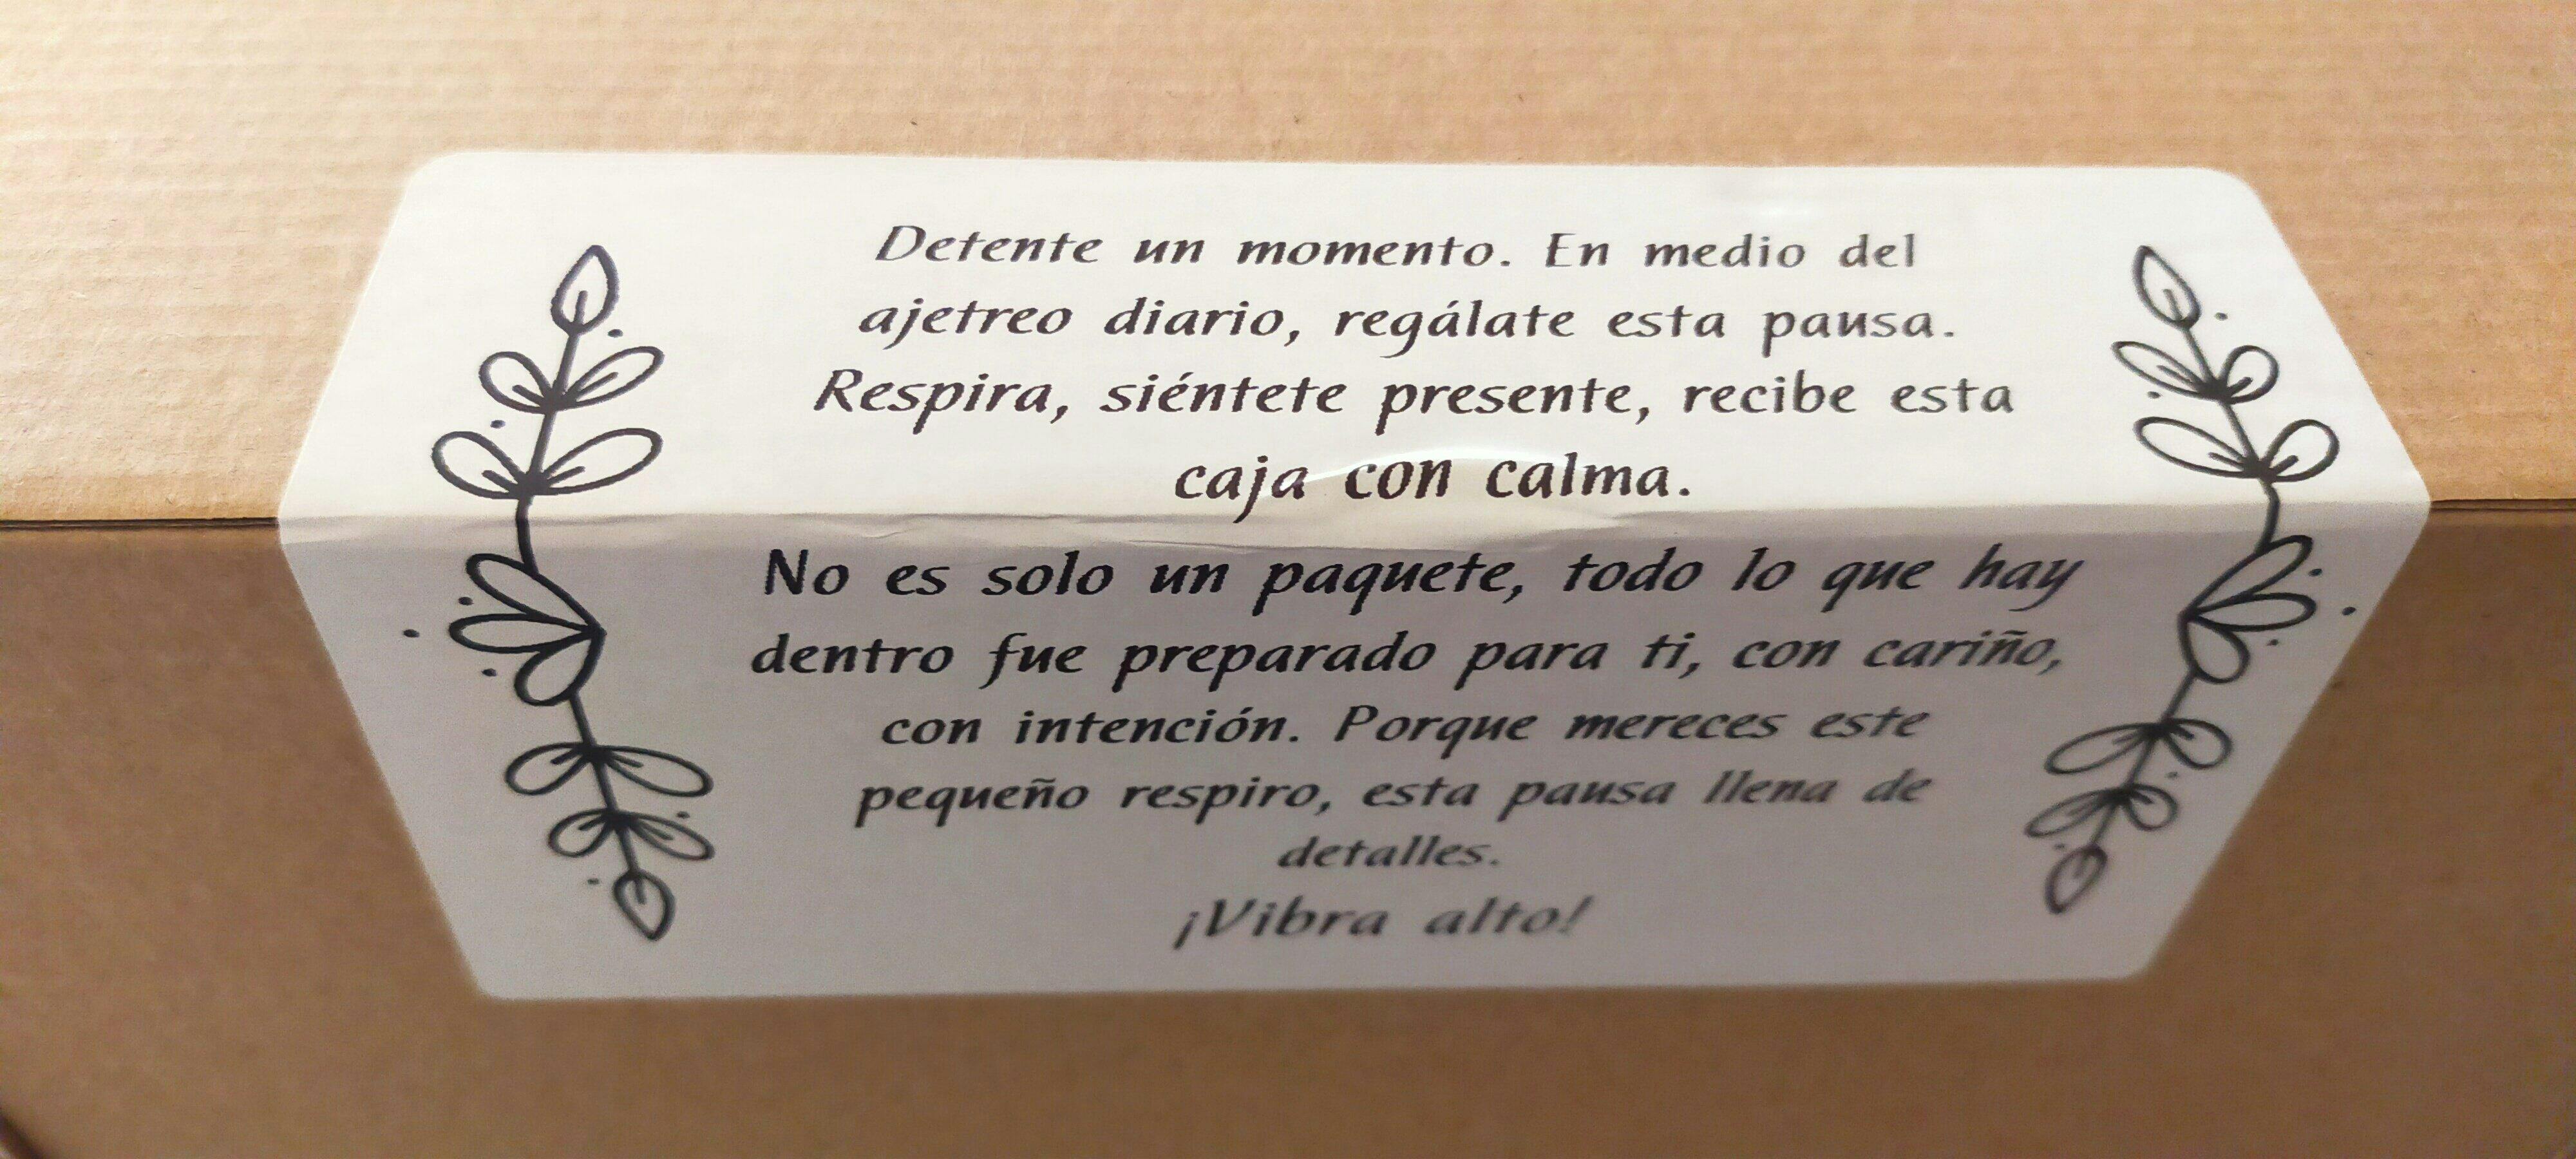 Detente un momento. En medio del
ajetreo diario, regálate esta pausa.
Respira, siéntete presente, recibe esta
caja con calma.
No es solo un paquete, todo lo que hay
dentro fue preparado para ti, con cariño,
con intención. Porque mereces este
pequeño respiro, esta pausa llena de
detalles.
¡Vibra alto!